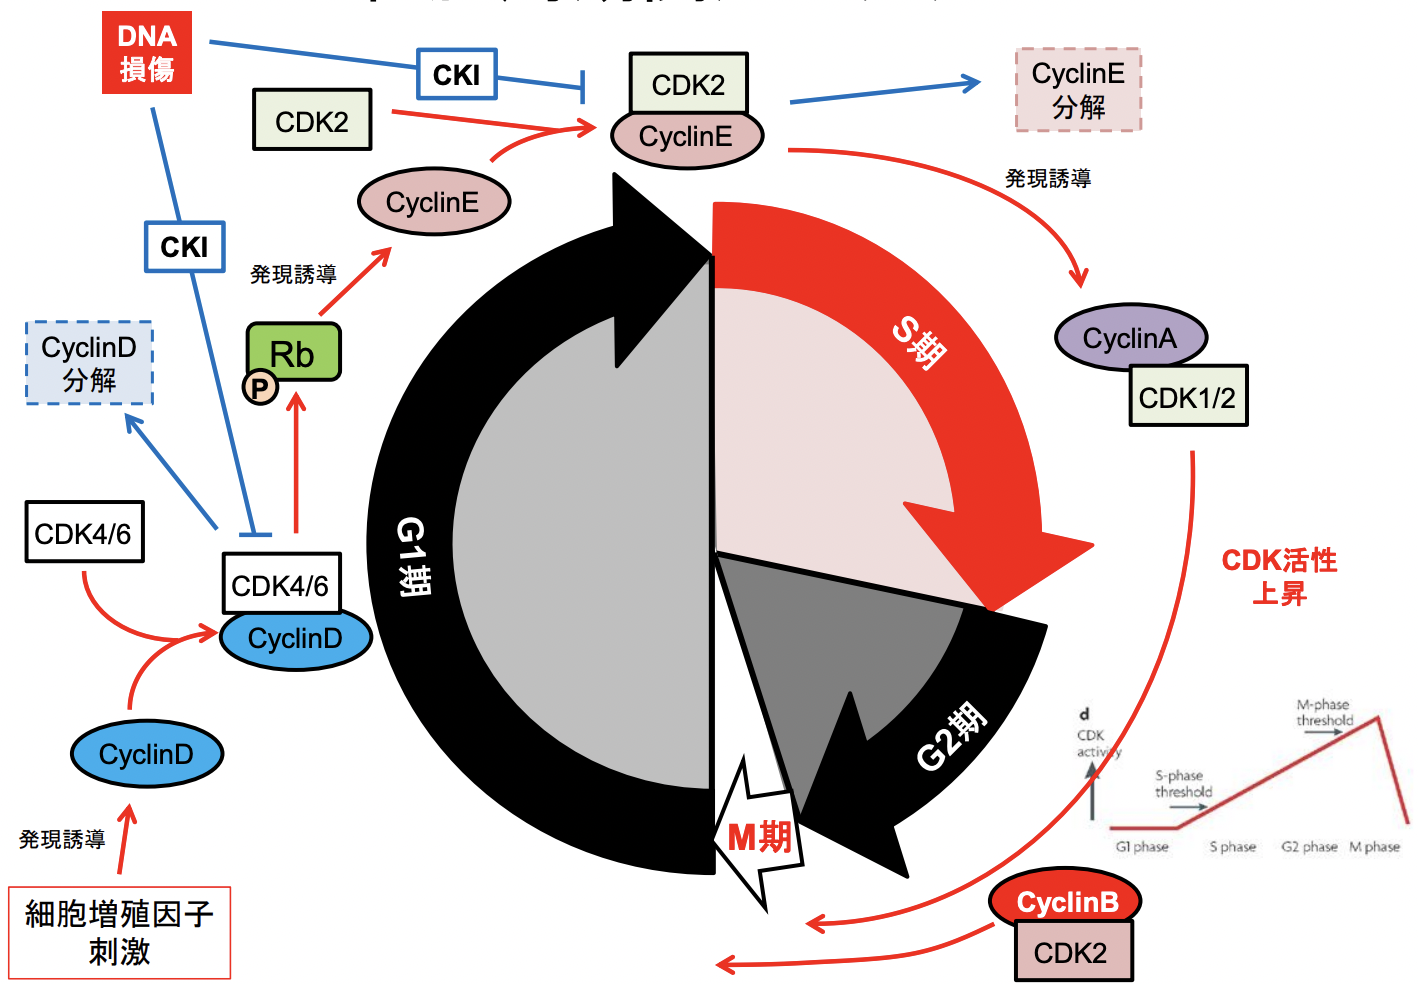 DNA
損傷
CKI
CDK2
CDK2
CyclinE
CyclinE
分解
CyclinE
発現誘導
CKI
発現誘導
CyclinD
分解
Rb
P
S期
CyclinA
CDK1/2
CDK4/6
G1期
CDK4/6
CyclinD
CDK活性
上昇
CyclinD
G2期
M期
発現誘導
細胞増殖因子
刺激
d
CDK
activity
M-phase
threshold
S-phase
threshold
G1 phase
S phase
G2 phase
M phase
CyclinB
CDK2